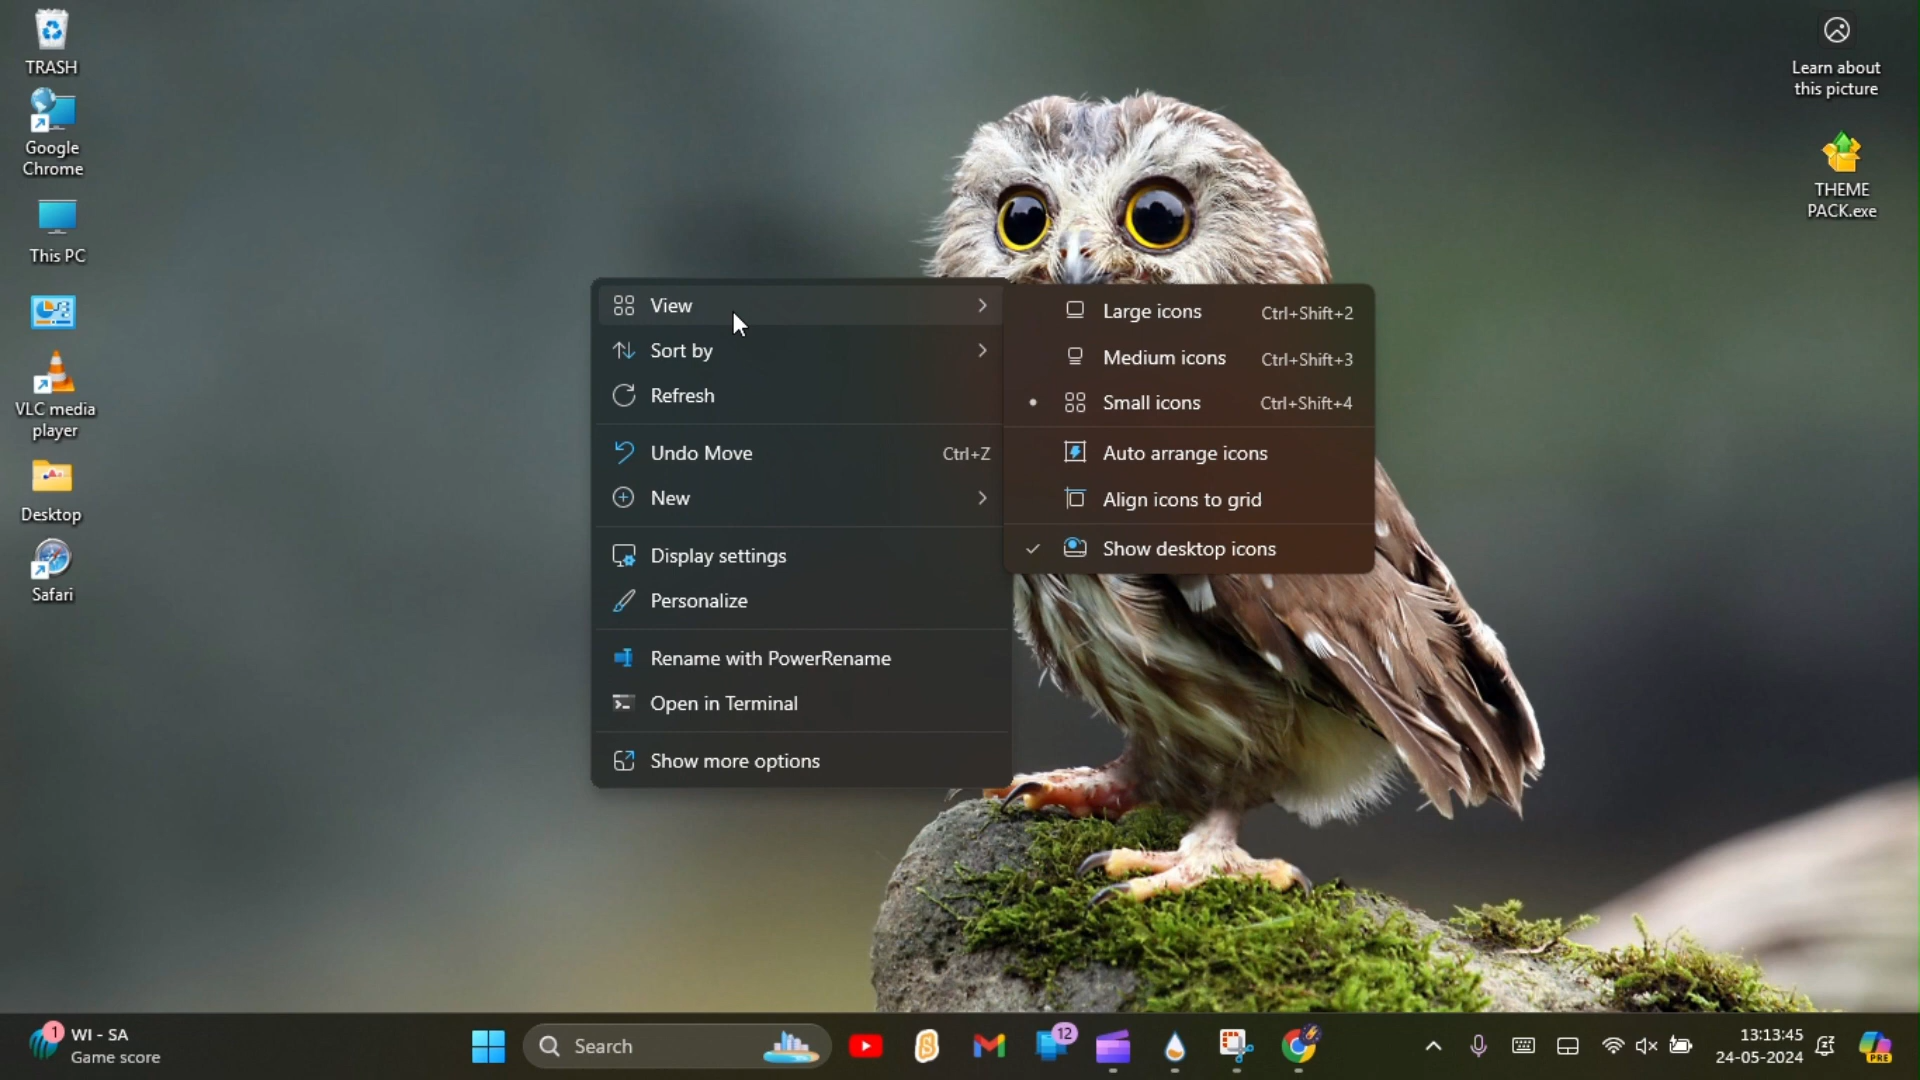 TRASH
Google
Chrome
This PC
VLC media
player
Desktop
Safari
Learn about
this picture
THEME
PACK.exe
View
Sort by
Refresh
Undo Move Ctrl+Z
New
Display settings
Personalize
Rename with PowerRename
Open in Terminal
Show more options
Large icons Ctrl+Shift+2
Medium icons Ctrl+Shift+3
Small icons Ctrl+Shift+4
Auto arrange icons
Align icons to grid
Show desktop icons
1 WI - SA
Game score
Search
12
13:13:45
24-05-2024
PRE